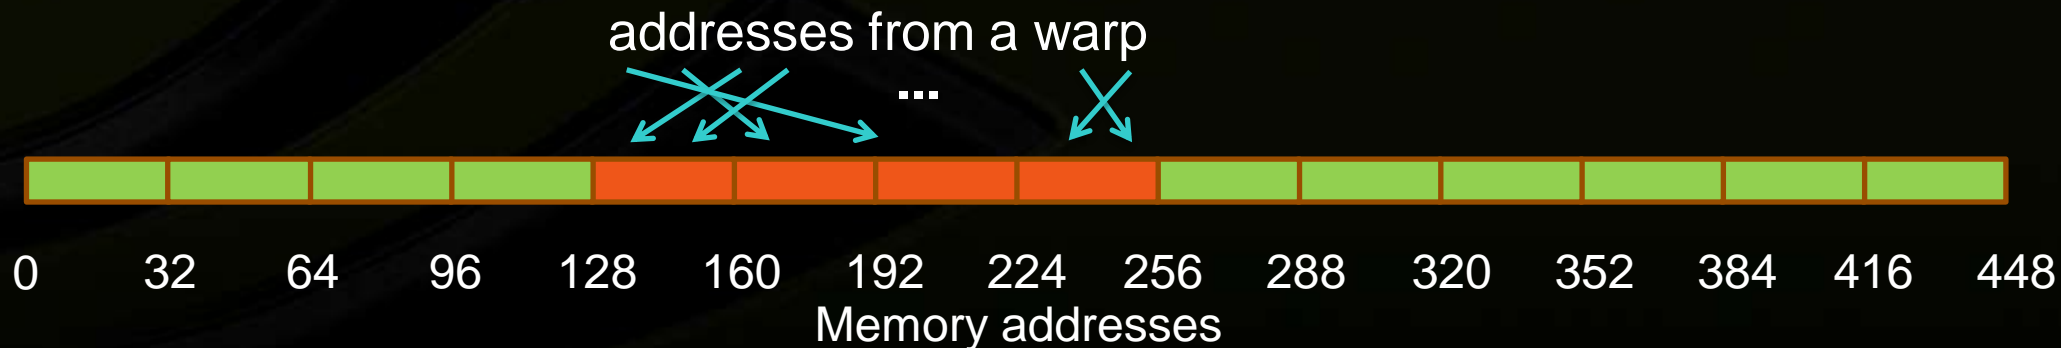 addresses from a warp
...
0 32 64 96 128 160 192 224 256 288 320 352 384 416 448
Memory addresses